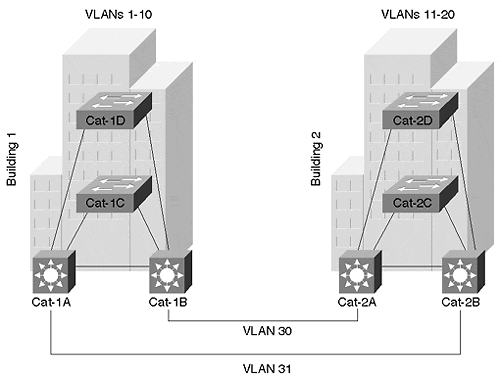 VLANs 1-10
VLANs 11-20
Building 1
Building 2
Cat-1D
Cat-2D
Cat-1C
Cat-2C
Cat-1A
Cat-1B
Cat-2A
Cat-2B
VLAN 30
VLAN 31